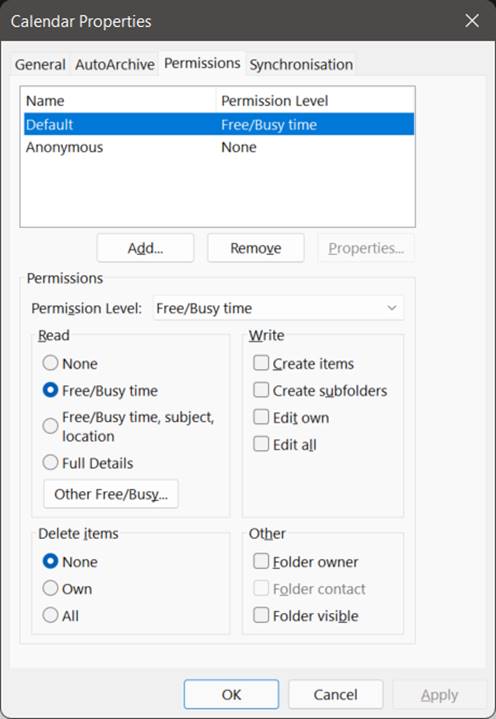 Calendar Properties
General AutoArchive Permissions Synchronisation
Name Permission Level
Default Free/Busy time
Anonymous None
Add... Remove Properties...
Permissions
Permission Level: Free/Busy time
Read
None
Free/Busy time
Free/Busy time, subject,
location
Full Details
Other Free/Busy...
Write
Create items
Create subfolders
Edit own
Edit all
Delete items
None
Own
All
Other
Folder owner
Folder contact
Folder visible
OK Cancel Apply